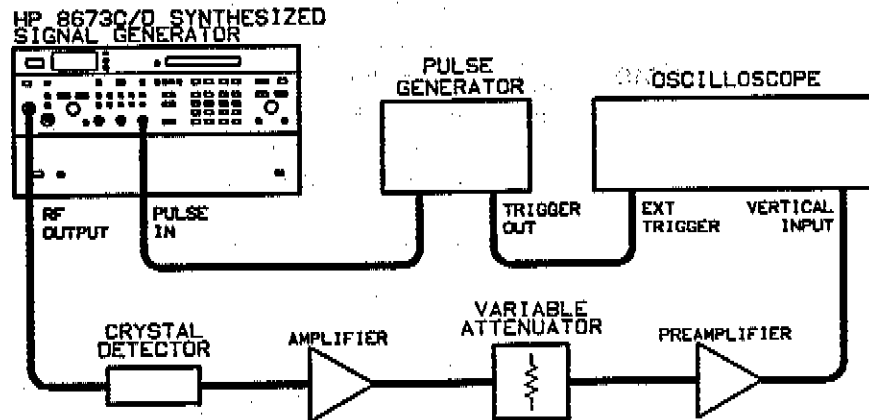 HP 8673C/D SYNTHESIZED
SIGNAL GENERATOR
PULSE
GENERATOR
OSCILLOSCOPE
RF
OUTPUT
PULSE
IN
TRIGGER
OUT
EXT
TRIGGER
VERTICAL
INPUT
CRYSTAL
DETECTOR
AMPLIFIER
VARIABLE
ATTENUATOR
PREAMPLIFIER